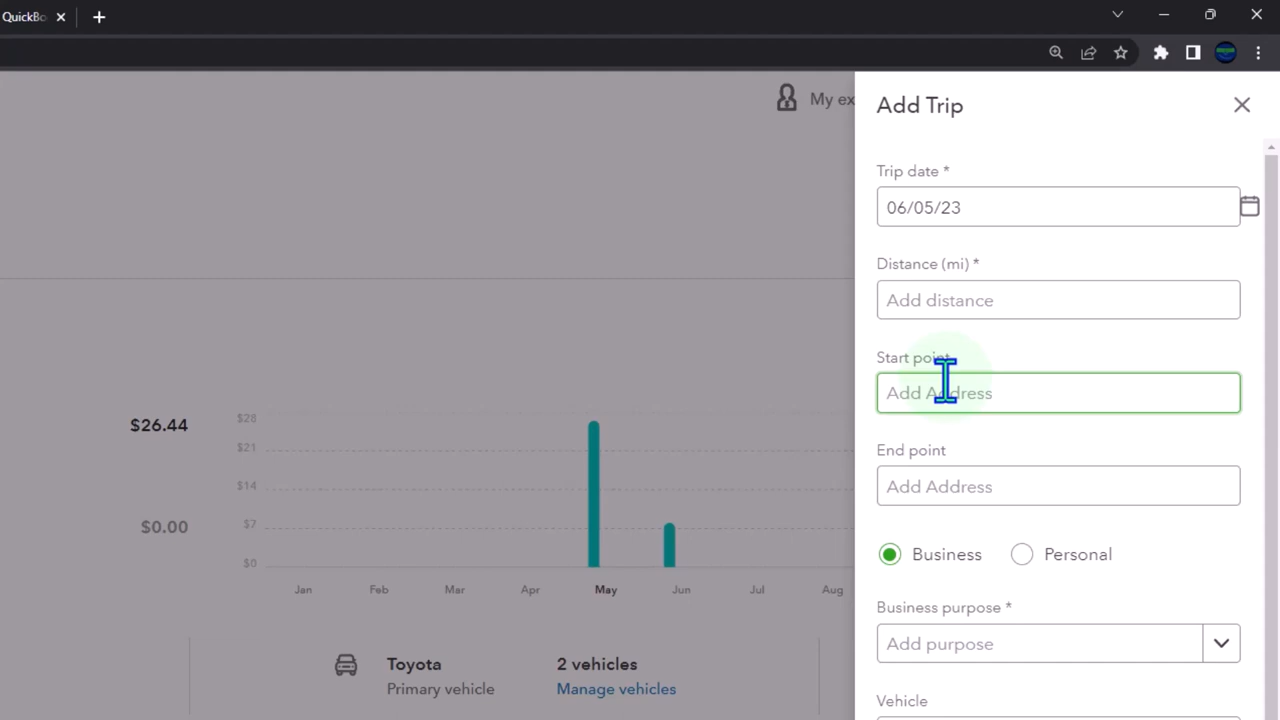 QuickBo
My ex
Add Trip
Trip date *
06/05/23
Distance (mi) *
Add distance
Start point
Add Address
End point
Add Address
Business
Personal
Business purpose *
Add purpose
Vehicle
$26.44
$0.00
$28
$21
$14
$7
$0
Jan Feb Mar Apr May Jun Jul Aug
Toyota
Primary vehicle
2 vehicles
Manage vehicles